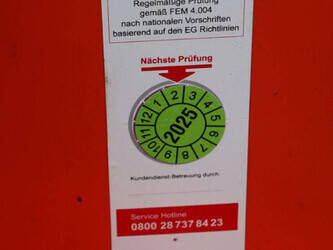 Regelmäßige Prüfung
gemäß FEM 4.004
nach nationalen Vorschriften
basierend auf den EG Richtlinien
Nächste Prüfung
1 2 3 4 5 6 7 8 9 10 11 12
2025
Kundendienst-Betreuung durch:
Service Hotline
0800 28 737 84 23